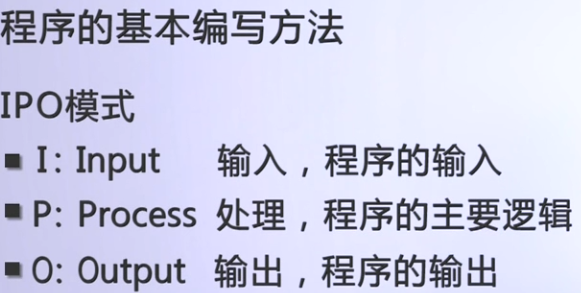 程序的基本编写方法
IPO模式
■ I: Input 输入，程序的输入
■ P: Process 处理，程序的主要逻辑
■ O: Output 输出，程序的输出